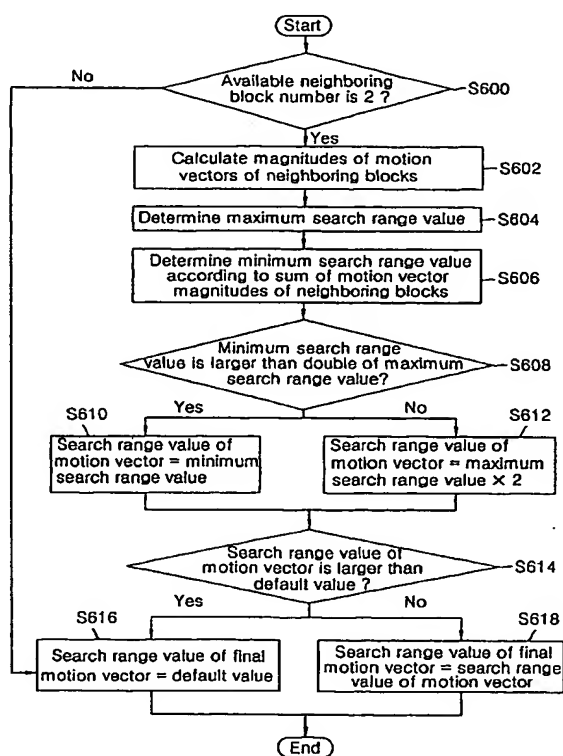 Start
No
Available neighboring
block number is 2 ?
S600
Yes
Calculate magnitudes of motion
vectors of neighboring blocks
S602
Determine maximum search range value
S604
Determine minimum search range value
according to sum of motion vector
magnitudes of neighboring blocks
S606
Minimum search range
value is larger than double of maximum
search range value?
S608
S610
Yes
No
S612
Search range value of
motion vector = minimum
search range value
Search range value of
motion vector = maximum
search range value × 2
Search range value of
motion vector is larger than
default value ?
S614
S616
Yes
No
S618
Search range value of final
motion vector = default value
Search range value of final
motion vector = search range
value of motion vector
End